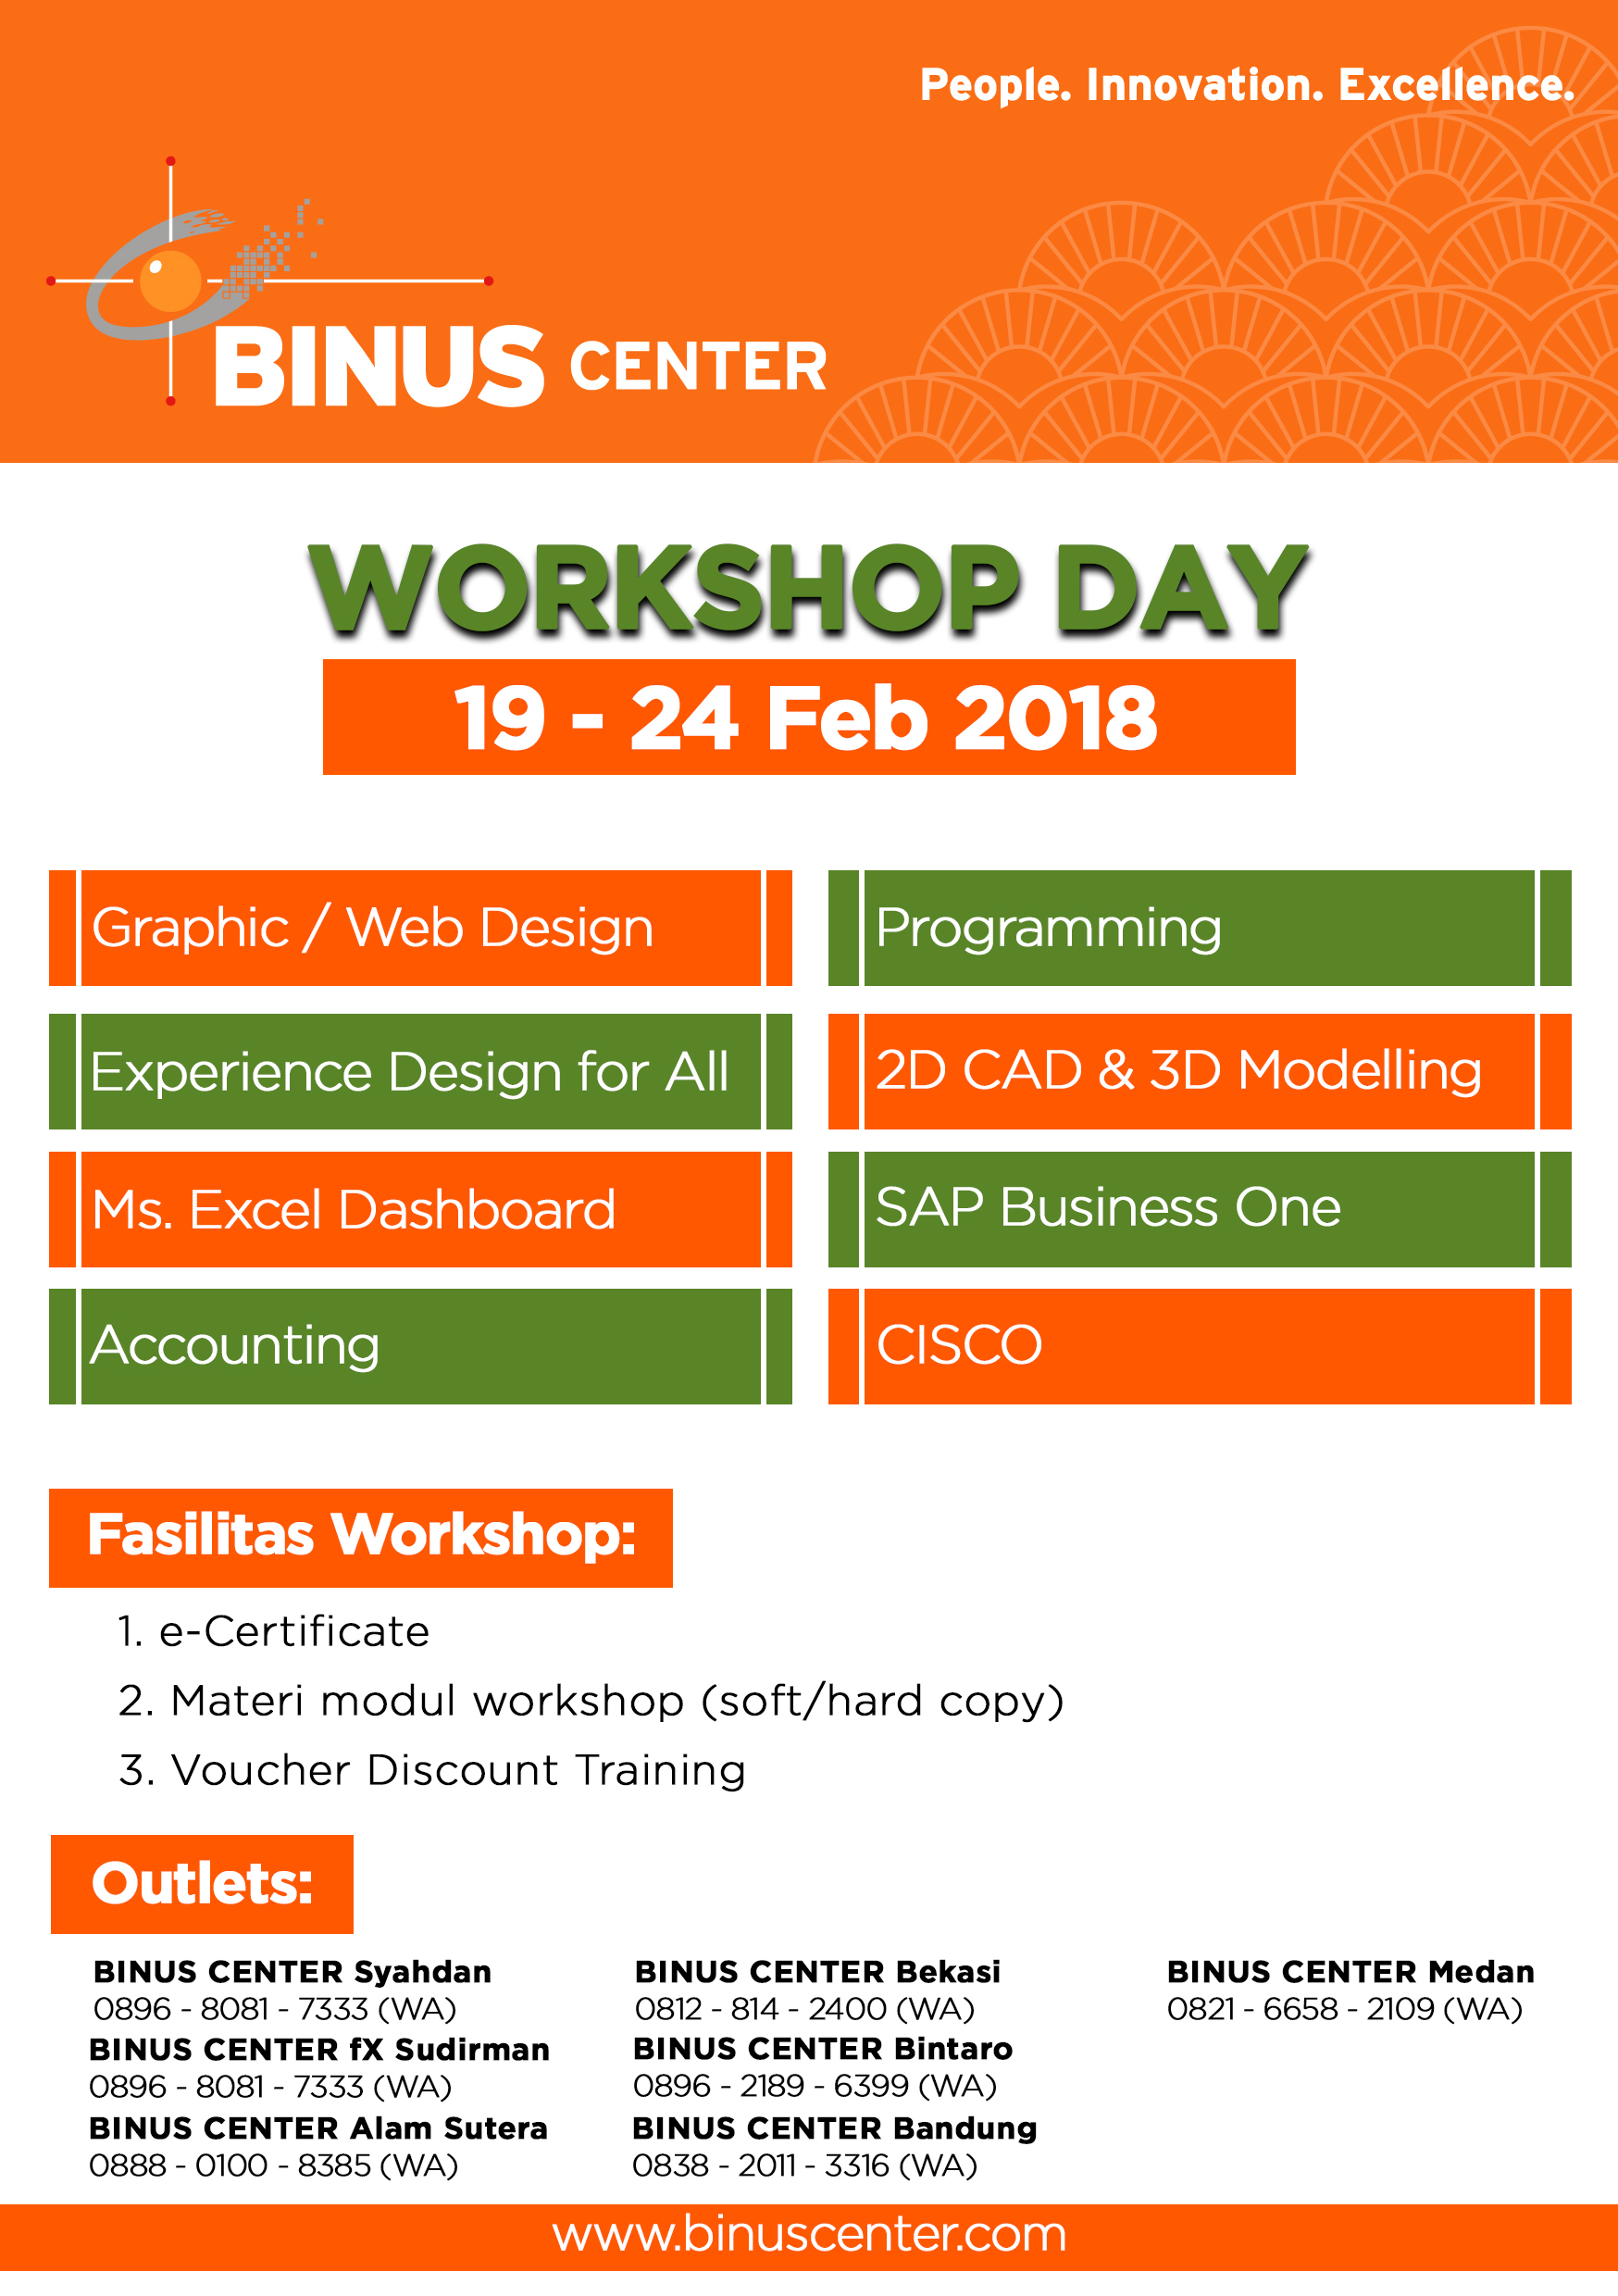 People. Innovation. Excellence.
BINUS CENTER
WORKSHOP DAY
19 - 24 Feb 2018
Graphic / Web Design
Programming
Experience Design for All
2D CAD & 3D Modelling
Ms. Excel Dashboard
SAP Business One
Accounting
CISCO
Fasilitas Workshop:
1. e-Certificate
2. Materi modul workshop (soft/hard copy)
3. Voucher Discount Training
Outlets:
BINUS CENTER Syahdan
0896 - 8081 - 7333 (WA)
BINUS CENTER fX Sudirman
0896 - 8081 - 7333 (WA)
BINUS CENTER Alam Sutera
0888 - 0100 - 8385 (WA)
BINUS CENTER Bekasi
0812 - 814 - 2400 (WA)
BINUS CENTER Bintaro
0896 - 2189 - 6399 (WA)
BINUS CENTER Bandung
0838 - 2011 - 3316 (WA)
BINUS CENTER Medan
0821 - 6658 - 2109 (WA)
www.binuscenter.com